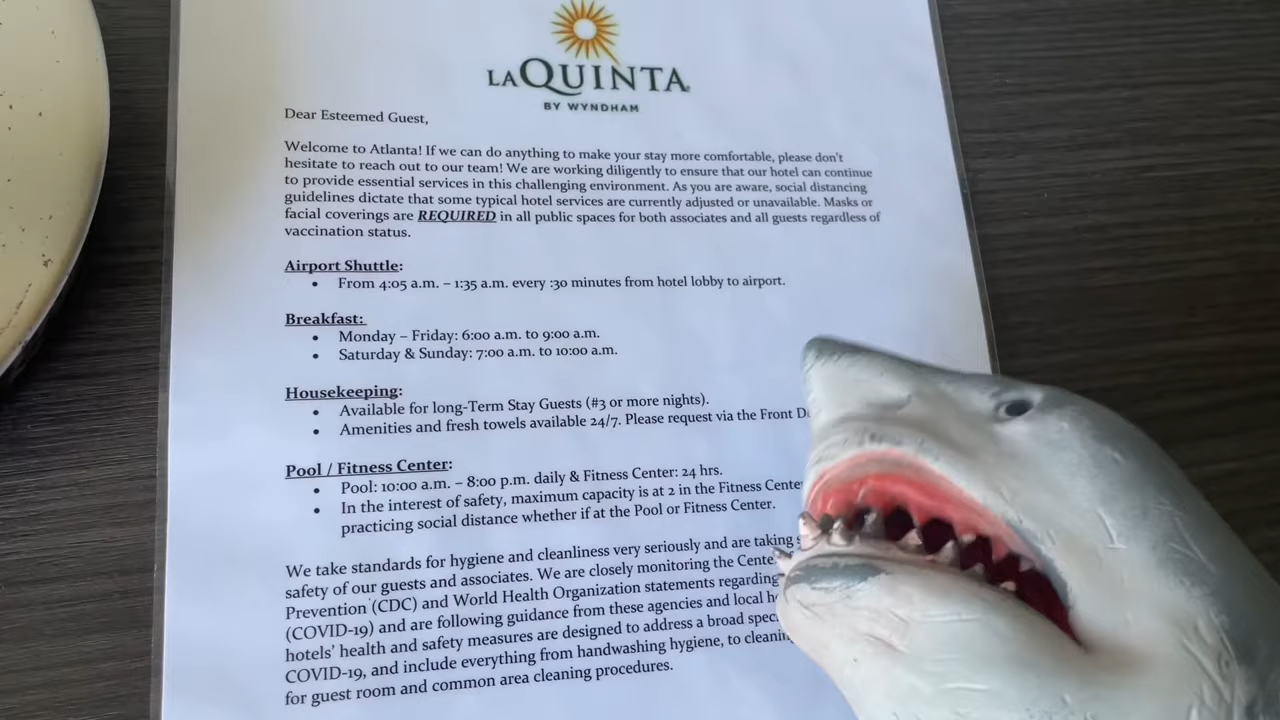 LAQUINTA
BY WYNDHAM
Dear Esteemed Guest,
Welcome to Atlanta! If we can do anything to make your stay more comfortable, please don't
hesitate to reach out to our team! We are working diligently to ensure that our hotel can continue
to provide essential services in this challenging environment. As you are aware, social distancing
guidelines dictate that some typical hotel services are currently adjusted or unavailable. Masks or
facial coverings are REQUIRED in all public spaces for both associates and all guests regardless of
vaccination status.
Airport Shuttle:
• From 4:05 a.m. – 1:35 a.m. every :30 minutes from hotel lobby to airport.
Breakfast:
• Monday – Friday: 6:00 a.m. to 9:00 a.m.
• Saturday & Sunday: 7:00 a.m. to 10:00 a.m.
Housekeeping:
• Available for long-Term Stay Guests (#3 or more nights).
• Amenities and fresh towels available 24/7. Please request via the Front
Pool / Fitness Center:
• Pool: 10:00 a.m. – 8:00 p.m. daily & Fitness Center: 24 hrs.
• In the interest of safety, maximum capacity is at 2 in the Fitness Cente
practicing social distance whether if at the Pool or Fitness Center.
We take standards for hygiene and cleanliness very seriously and are taking
safety of our guests and associates. We are closely monitoring the Cente
Prevention (CDC) and World Health Organization statements regarding
(COVID-19) and are following guidance from these agencies and local
hotels' health and safety measures are designed to address a broad
COVID-19, and include everything from handwashing hygiene, to cleanin
for guest room and common area cleaning procedures.